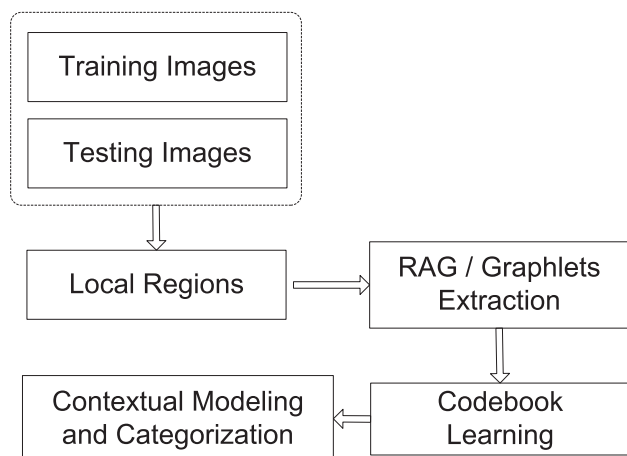 Training Images
Testing Images
Local Regions
RAG / Graphlets
Extraction
Codebook
Learning
Contextual Modeling
and Categorization